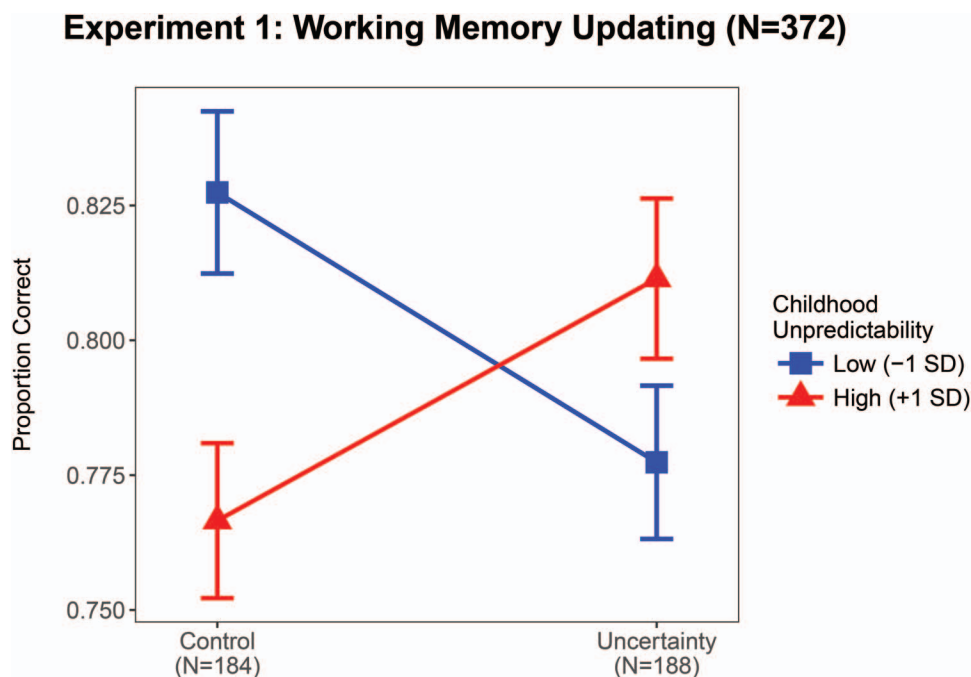 Experiment 1: Working Memory Updating (N=372)
Proportion Correct
0.825
0.800
0.775
0.750
Control
(N=184)
Uncertainty
(N=188)
Childhood
Unpredictability
Low (−1 SD)
High (+1 SD)